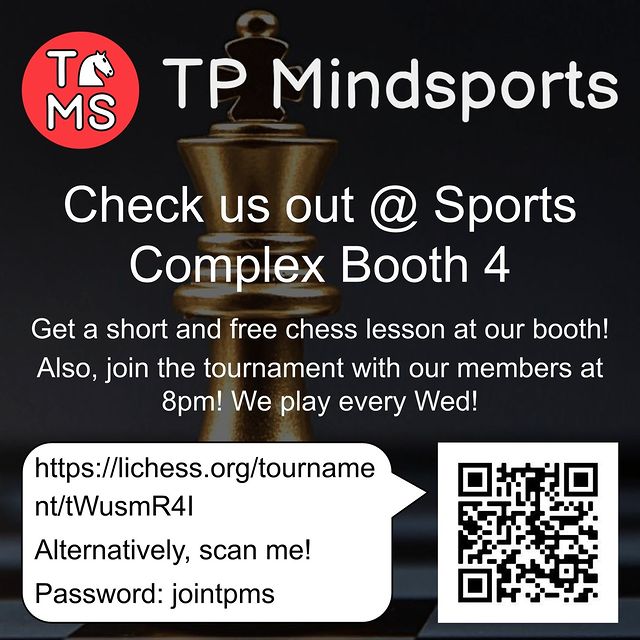 T
MS
TP Mindsports
Check us out @ Sports
Complex Booth 4
Get a short and free chess lesson at our booth!
Also, join the tournament with our members at
8pm! We play every Wed!
https://lichess.org/tourname
nt/tWusmR4I
Alternatively, scan me!
Password: jointpms